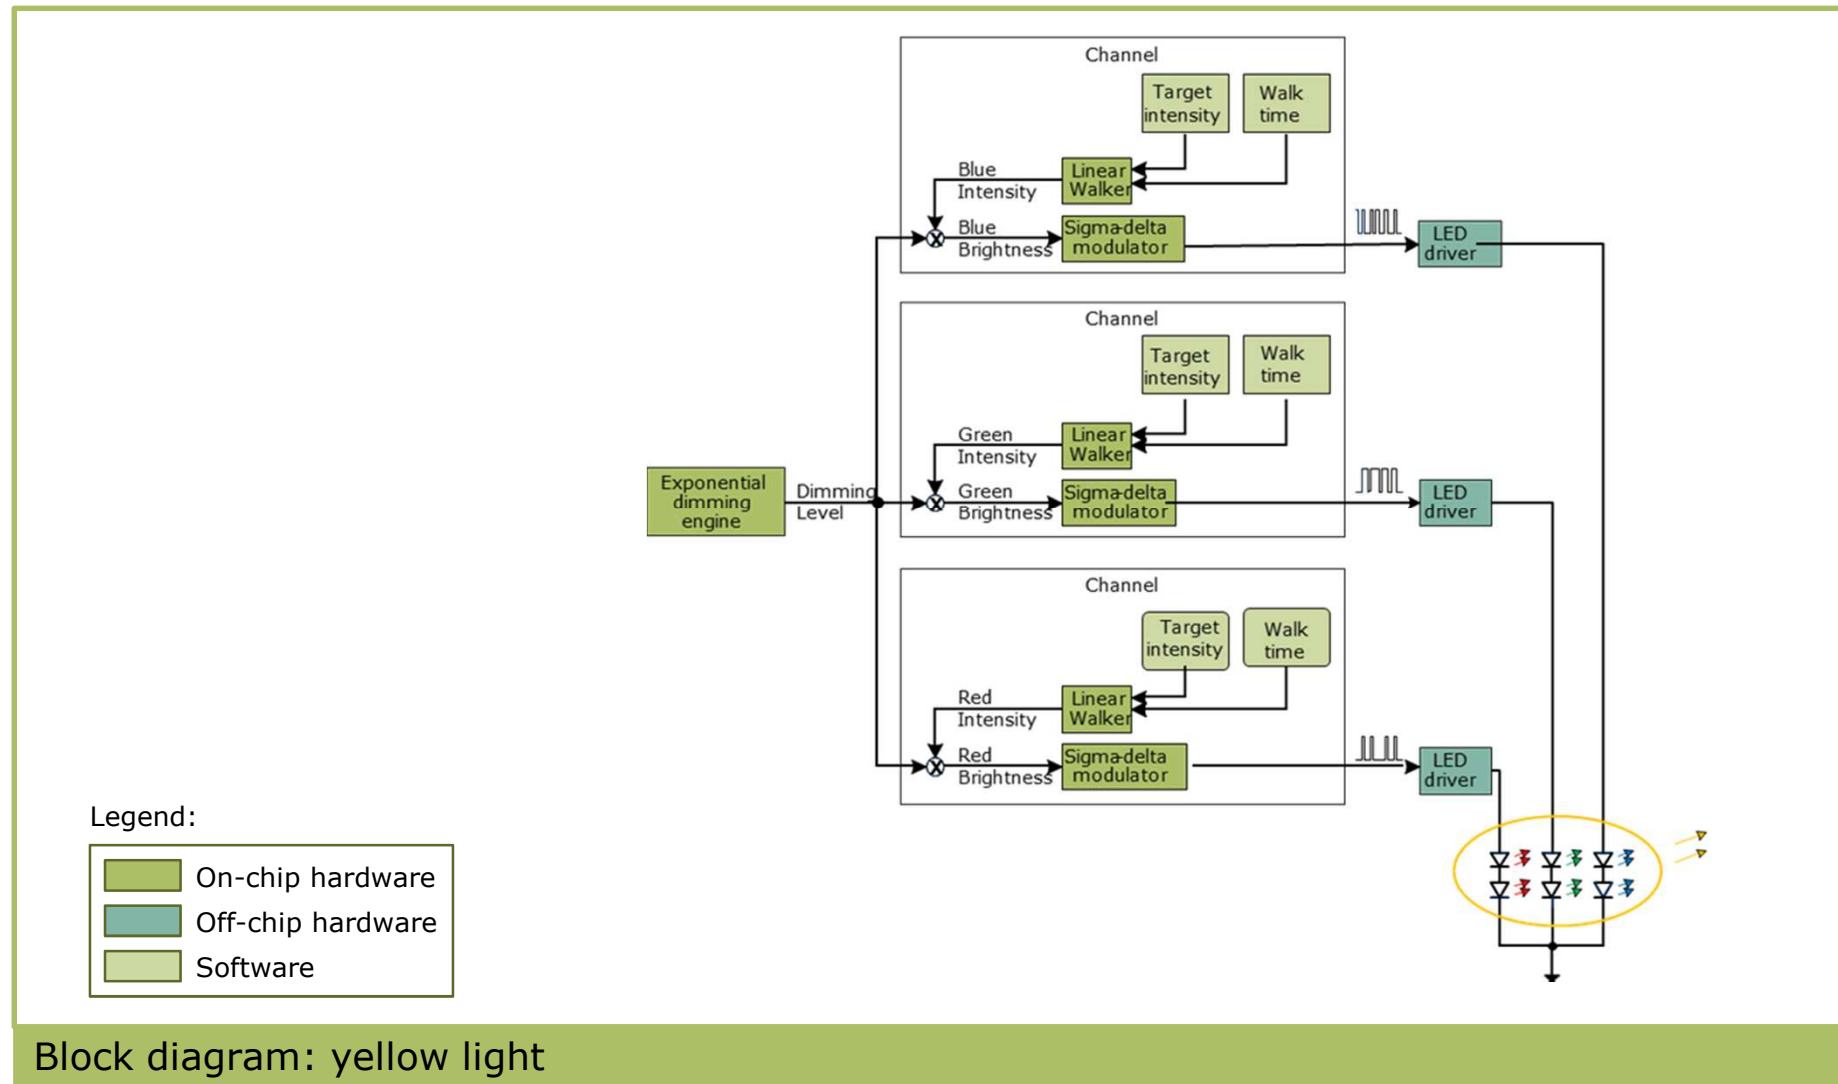 Channel
Target
intensity
Walk
time
Blue
Intensity
Linear
Walker
Blue
Brightness
Sigma-delta
modulator
LED
driver
Channel
Target
intensity
Walk
time
Green
Intensity
Linear
Walker
Exponential
dimming
engine
Dimming
Level
Green
Brightness
Sigma-delta
modulator
LED
driver
Channel
Target
intensity
Walk
time
Red
Intensity
Linear
Walker
Red
Brightness
Sigma-delta
modulator
LED
driver
Legend:
On-chip hardware
Off-chip hardware
Software
Block diagram: yellow light